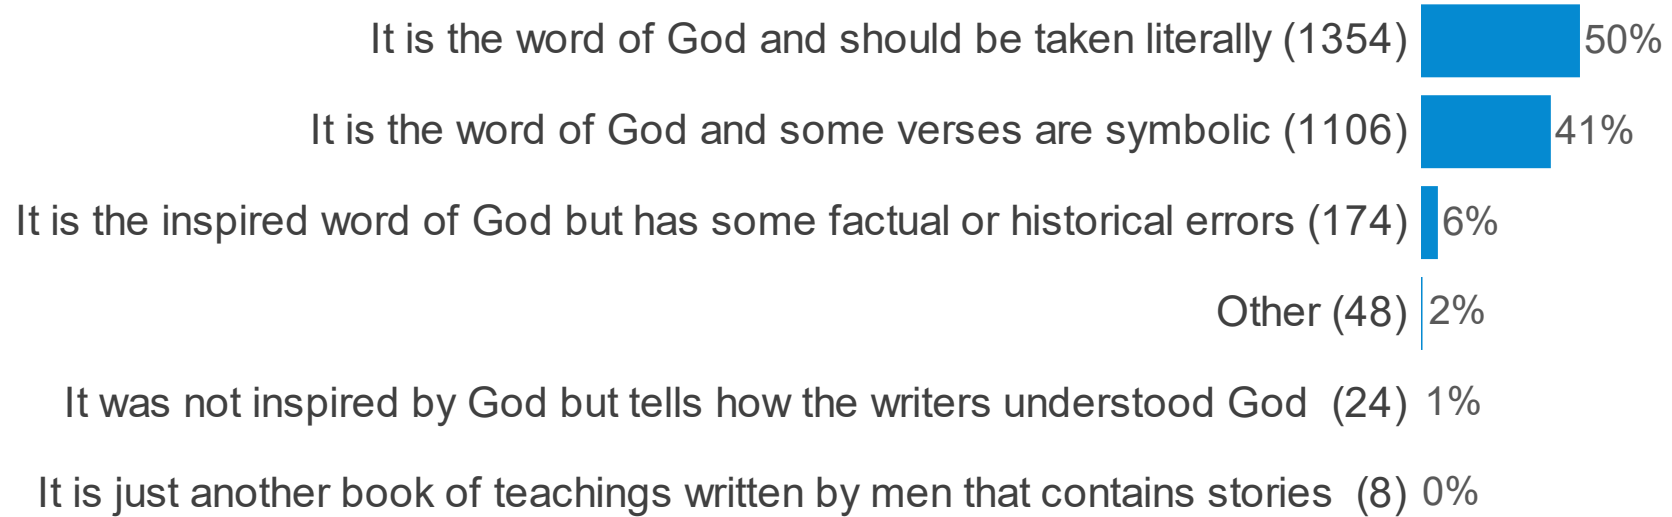 It is the word of God and should be taken literally (1354) 50%
It is the word of God and some verses are symbolic (1106) 41%
It is the inspired word of God but has some factual or historical errors (174) 6%
Other (48) 2%
It was not inspired by God but tells how the writers understood God (24) 1%
It is just another book of teachings written by men that contains stories (8) 0%